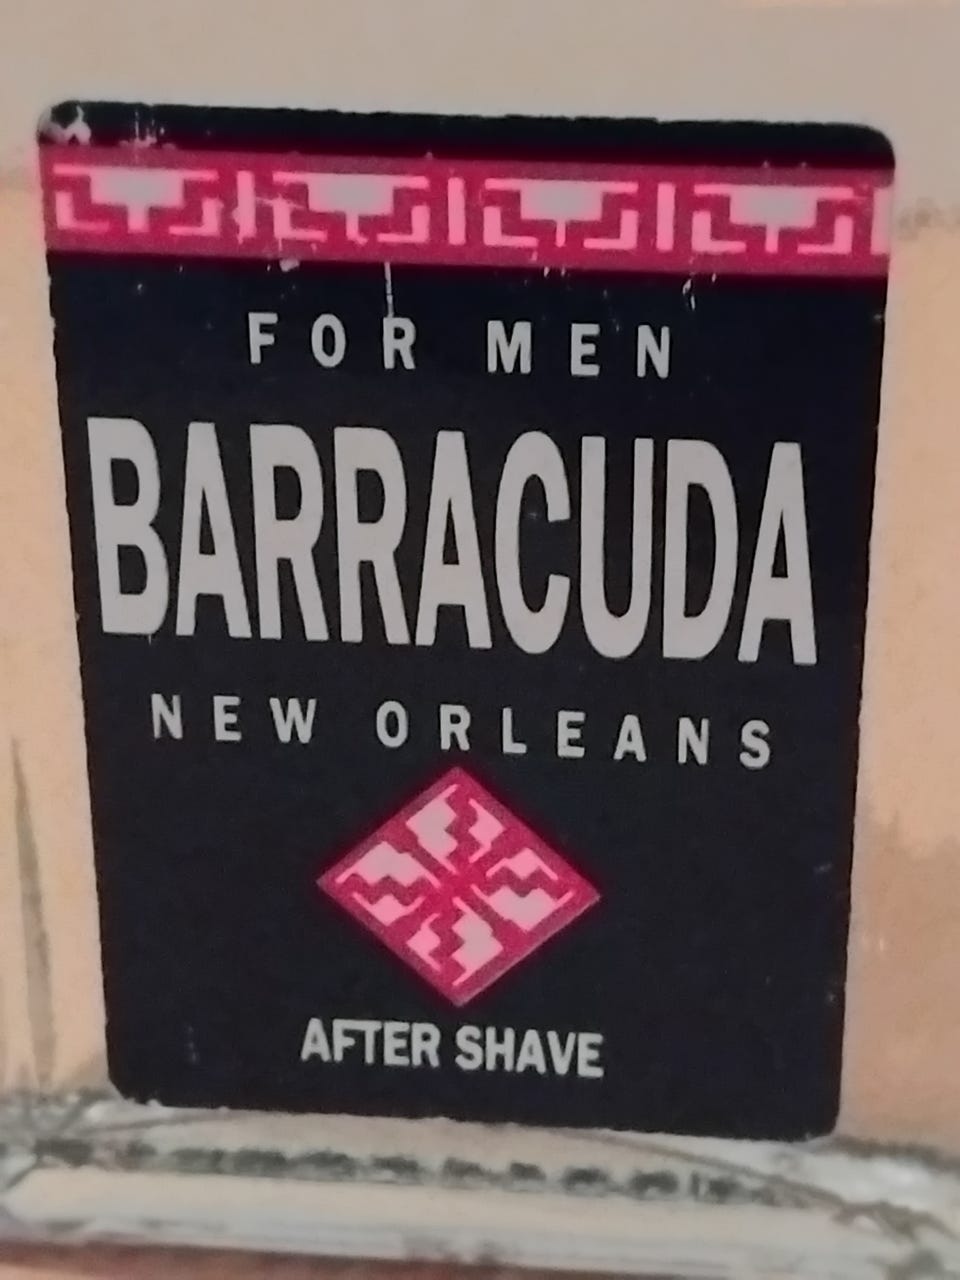 FOR MEN
BARRACUDA
NEW ORLEANS
AFTER SHAVE